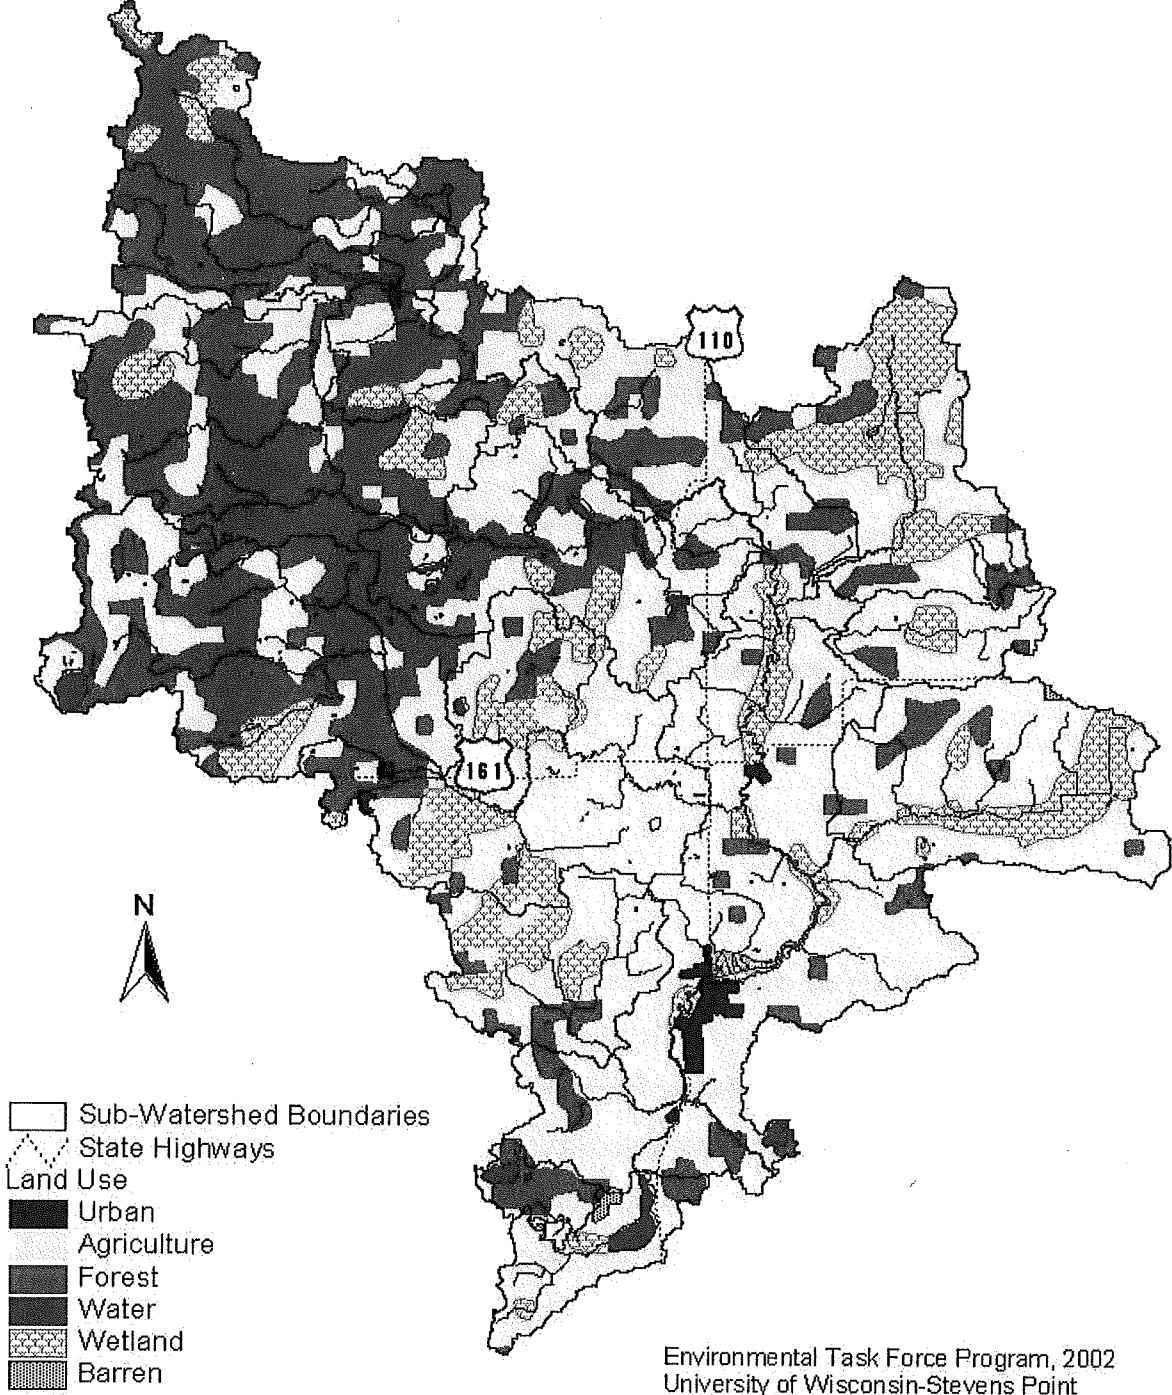 110
161
N
Sub-Watershed Boundaries
State Highways
Land Use
Urban
Agriculture
Forest
Water
Wetland
Barren
Environmental Task Force Program, 2002
University of Wisconsin-Stevens Point